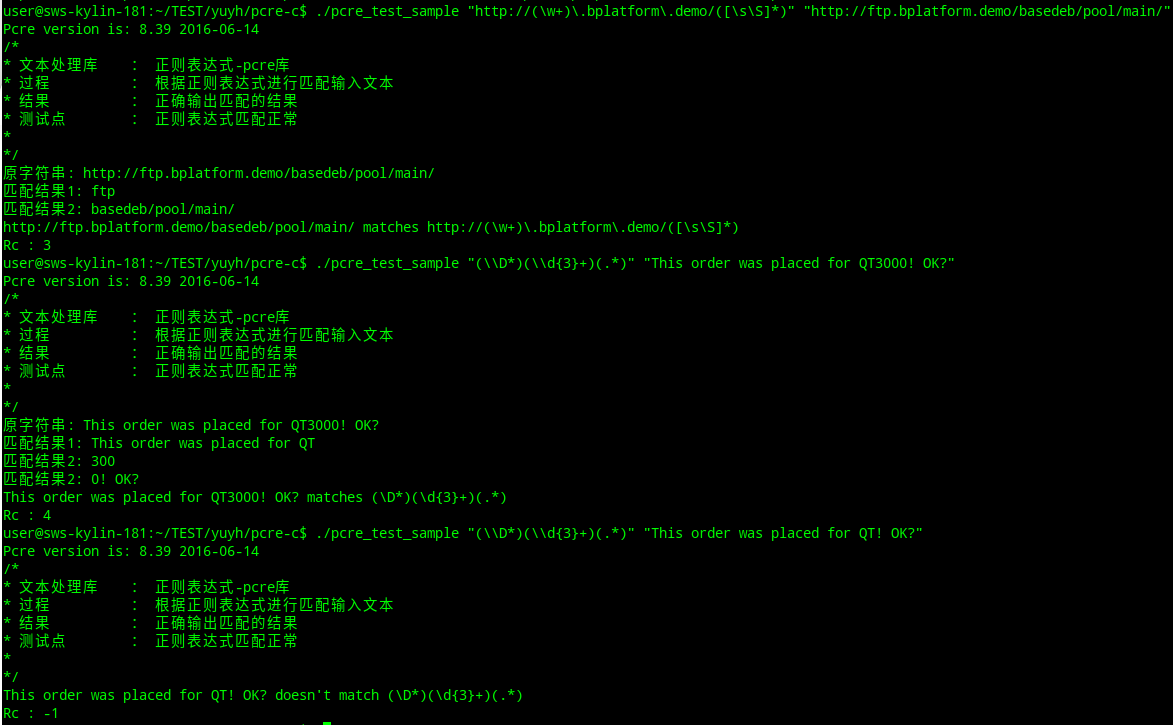 user@sws-kylin-181:~/TEST/yuyh/pcre-c$ ./pcre_test_sample "http://(\w+)\.bplatform\.demo/([\s\S]*)" "http://ftp.bplatform.demo/basedeb/pool/main/"
Pcre version is: 8.39 2016-06-14
/*
* 文本处理库 : 正则表达式-pcre库
* 过程 : 根据正则表达式进行匹配输入文本
* 结果 : 正确输出匹配的结果
* 测试点 : 正则表达式匹配正常
*
*/
原字符串: http://ftp.bplatform.demo/basedeb/pool/main/
匹配结果1: ftp
匹配结果2: basedeb/pool/main/
http://ftp.bplatform.demo/basedeb/pool/main/ matches http://(\w+)\.bplatform\.demo/([\s\S]*)
Rc : 3
user@sws-kylin-181:~/TEST/yuyh/pcre-c$ ./pcre_test_sample "(\\D*)(\\d{3}+)(.*)" "This order was placed for QT3000! OK?"
Pcre version is: 8.39 2016-06-14
/*
* 文本处理库 : 正则表达式-pcre库
* 过程 : 根据正则表达式进行匹配输入文本
* 结果 : 正确输出匹配的结果
* 测试点 : 正则表达式匹配正常
*
*/
原字符串: This order was placed for QT3000! OK?
匹配结果1: This order was placed for QT
匹配结果2: 300
匹配结果2: 0! OK?
This order was placed for QT3000! OK? matches (\D*)(\d{3}+)(.*)
Rc : 4
user@sws-kylin-181:~/TEST/yuyh/pcre-c$ ./pcre_test_sample "(\\D*)(\\d{3}+)(.*)" "This order was placed for QT! OK?"
Pcre version is: 8.39 2016-06-14
/*
* 文本处理库 : 正则表达式-pcre库
* 过程 : 根据正则表达式进行匹配输入文本
* 结果 : 正确输出匹配的结果
* 测试点 : 正则表达式匹配正常
*
*/
This order was placed for QT! OK? doesn't match (\D*)(\d{3}+)(.*)
Rc : -1